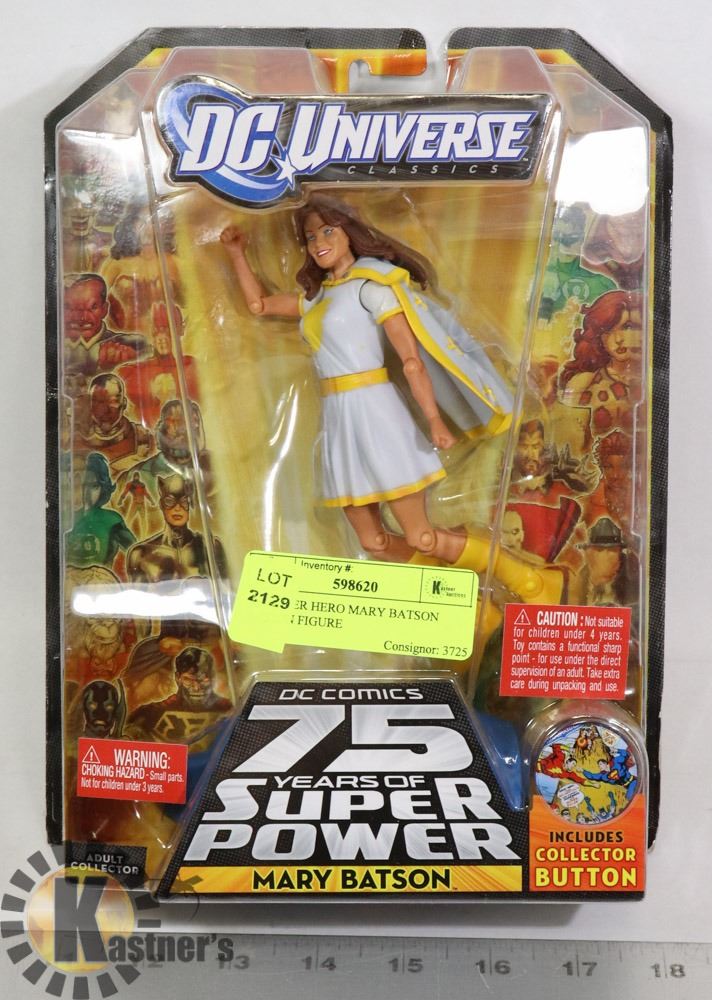 DC UNIVERSE
CLASSICS
LOT
2129
Inventory #:
598620
Kastner
Auctions
HERO MARY BATSON
FIGURE
Consignor: 3725
CAUTION: Not suitable
for children under 4 years.
Toy contains a functional sharp
point - for use under the direct
supervision of an adult. Take extra
care during unpacking and use.
WARNING:
CHOKING HAZARD - Small parts.
Not for children under 3 years.
DC COMICS
75
YEARS OF
SUPER
POWER
MARY BATSON
ADULT
COLLECTOR
INCLUDES
COLLECTOR
BUTTON
Kastner's
12 13 14 15 16 17 18